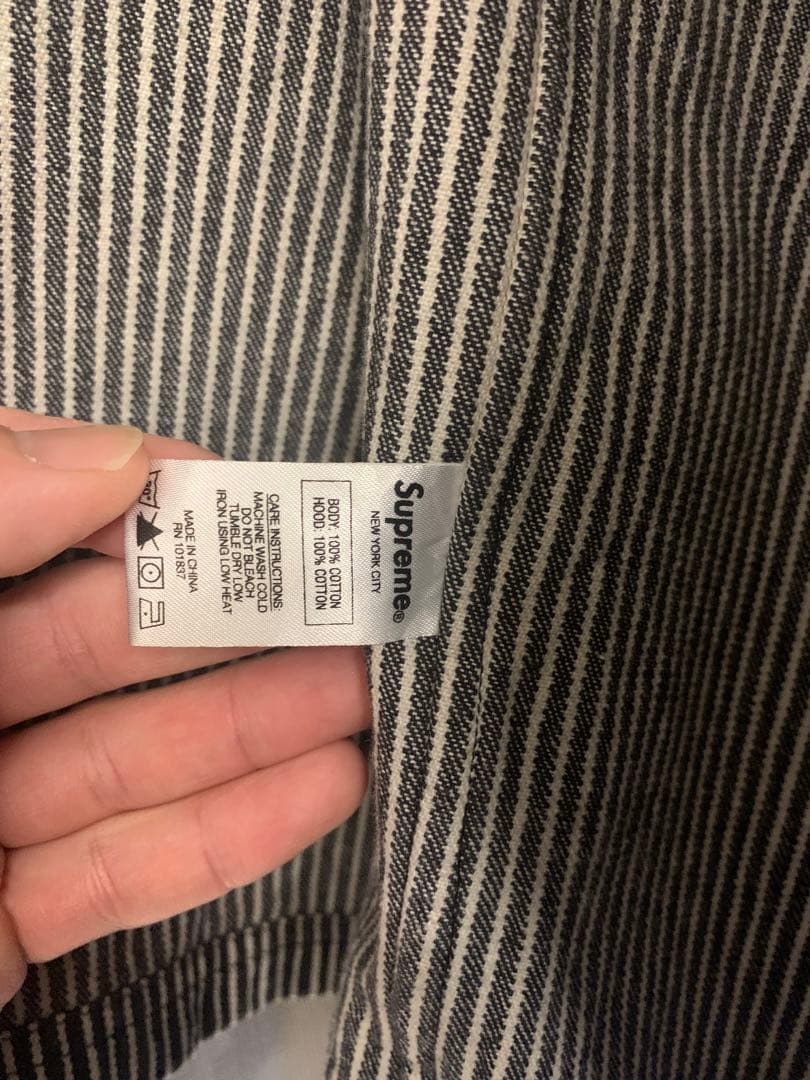 Supreme®
NEW YORK CITY
BODY: 100% COTTON
HOOD: 100% COTTON
CARE INSTRUCTIONS:
MACHINE WASH COLD
DO NOT BLEACH
TUMBLE DRY LOW
IRON USING LOW HEAT
MADE IN CHINA
RN 101837
30°